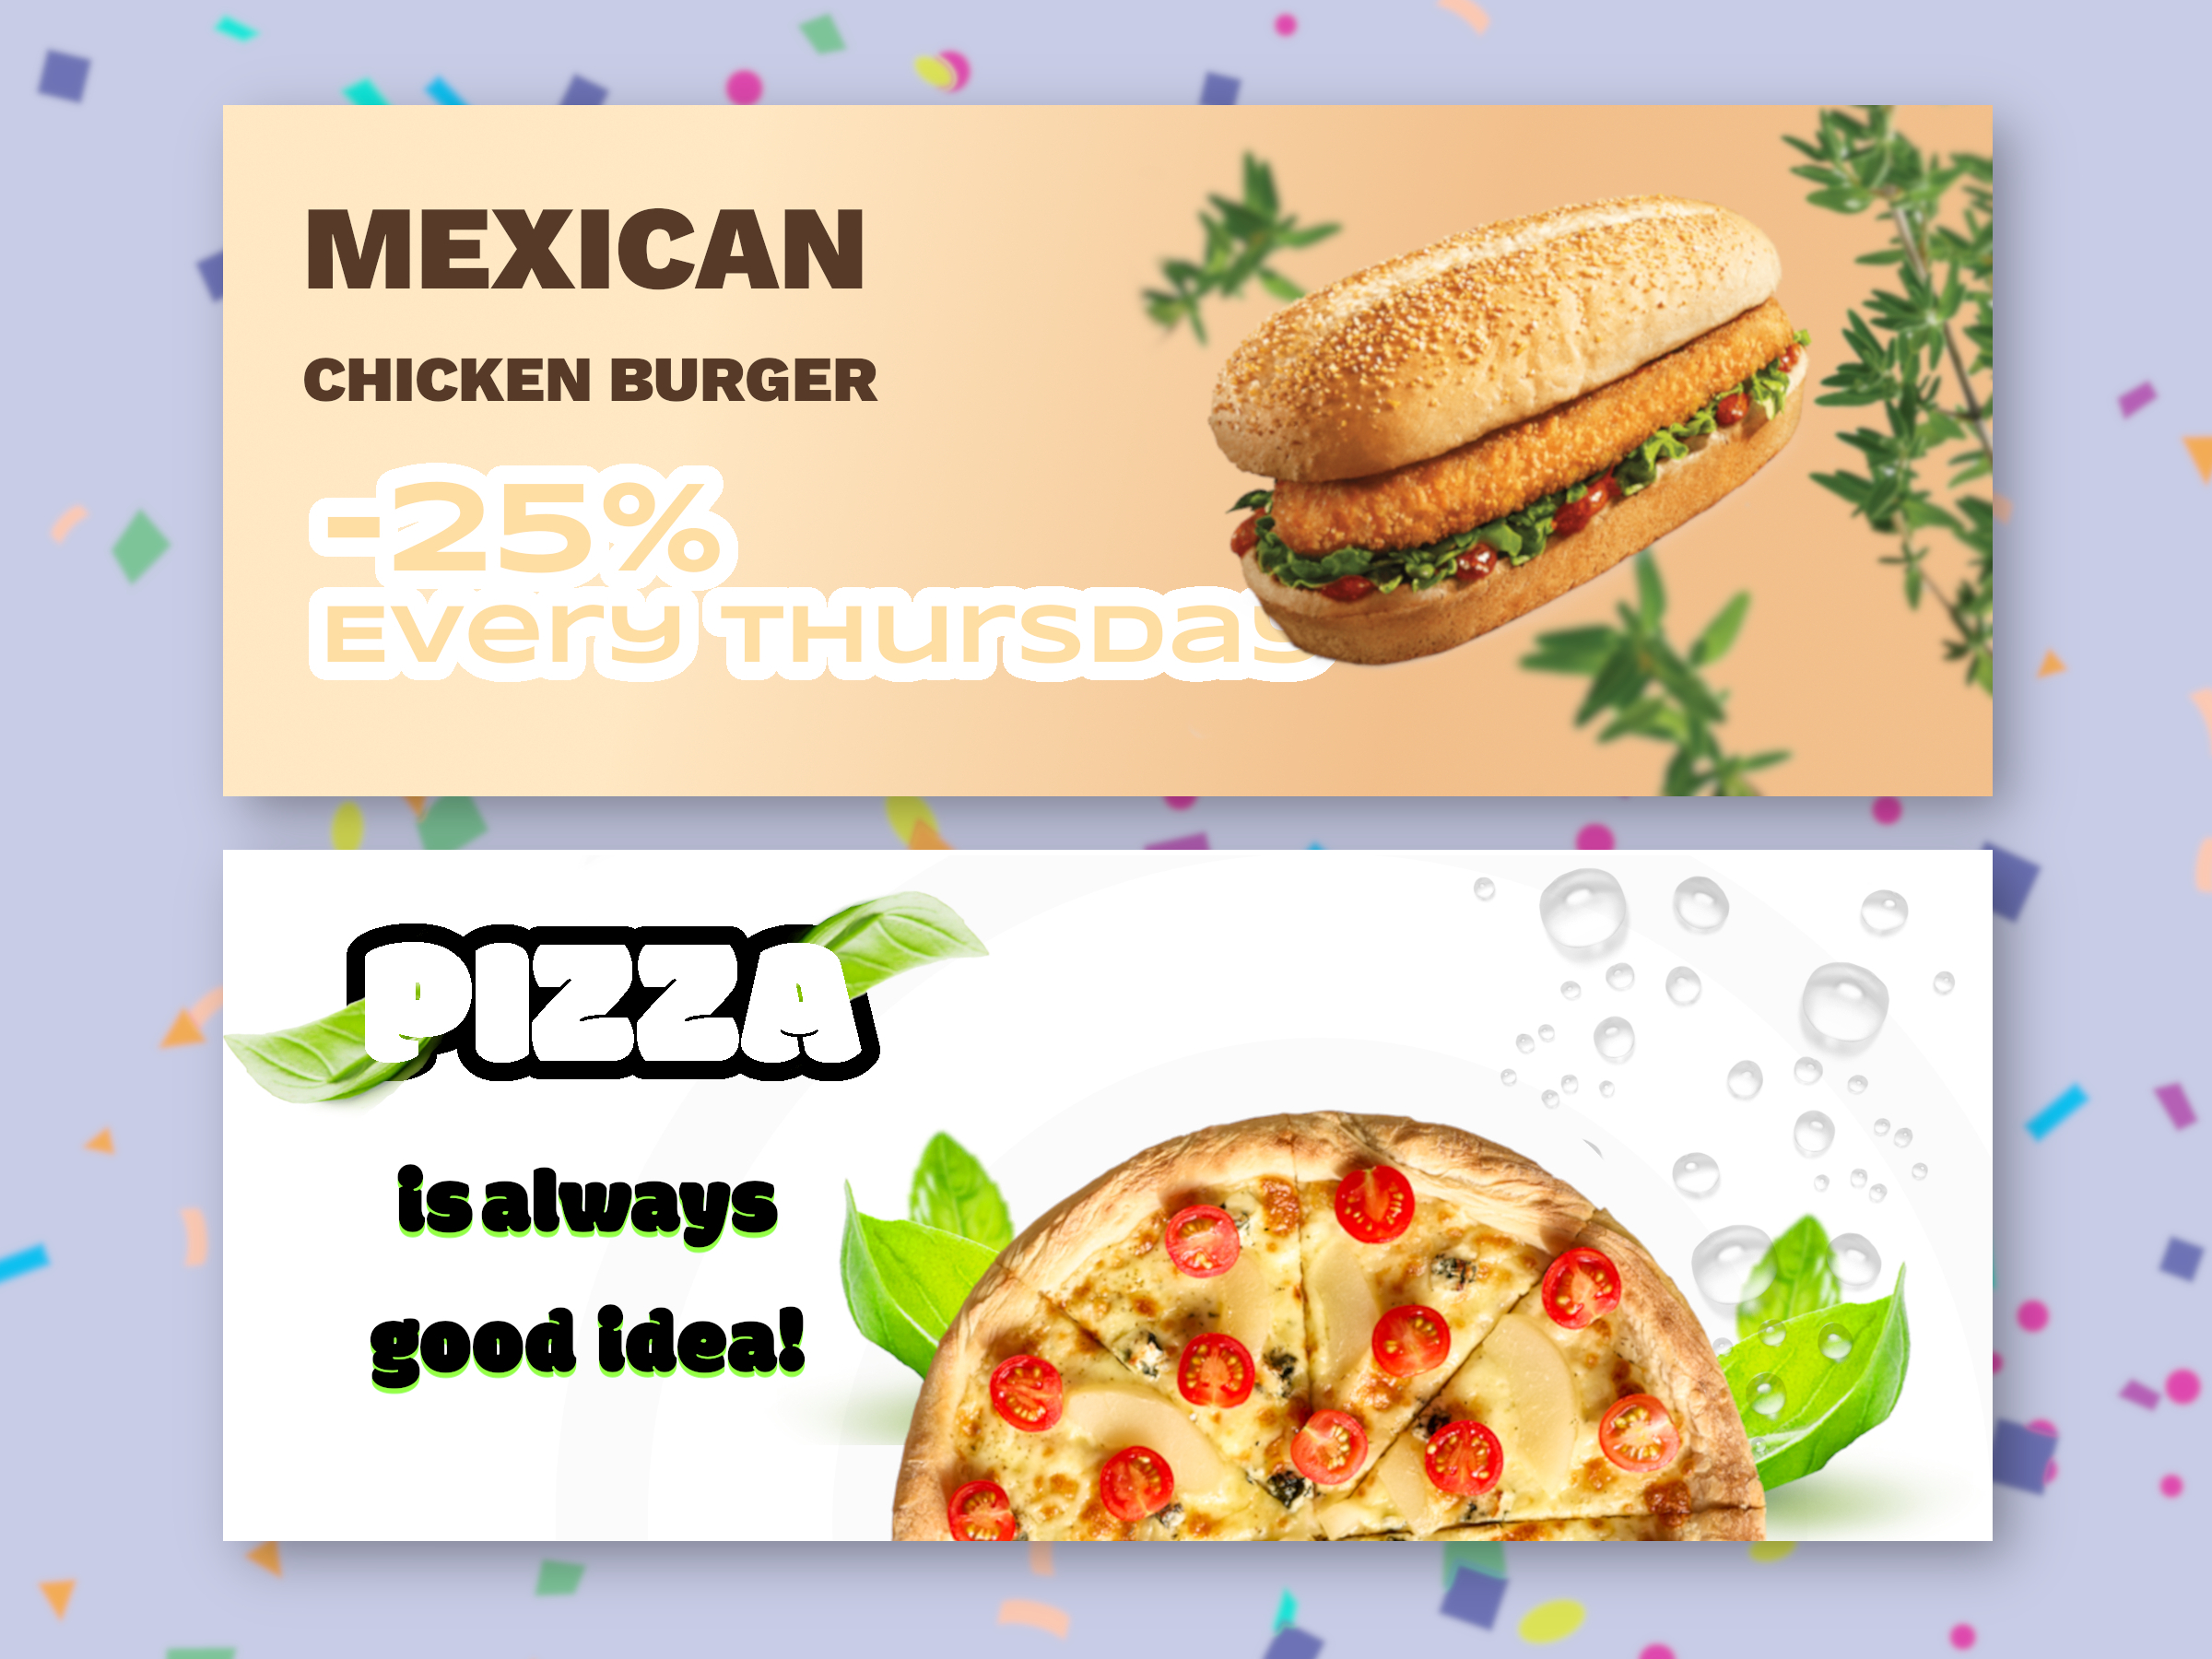 MEXICAN
CHICKEN BURGER
-25%
Every Thursday
PIZZA
is always
good idea!